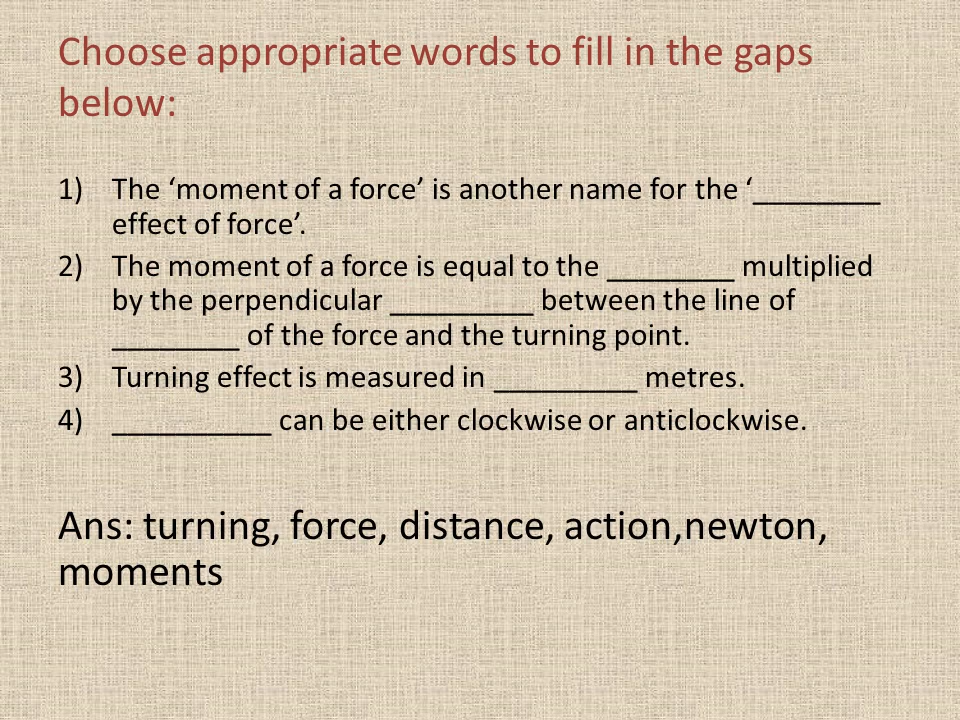 Choose appropriate words to fill in the gaps
below:
1) The ‘moment of a force’ is another name for the ‘________
effect of force’.
2) The moment of a force is equal to the ________ multiplied
by the perpendicular _________ between the line of
________ of the force and the turning point.
3) Turning effect is measured in _________ metres.
4) __________ can be either clockwise or anticlockwise.
Ans: turning, force, distance, action,newton,
moments